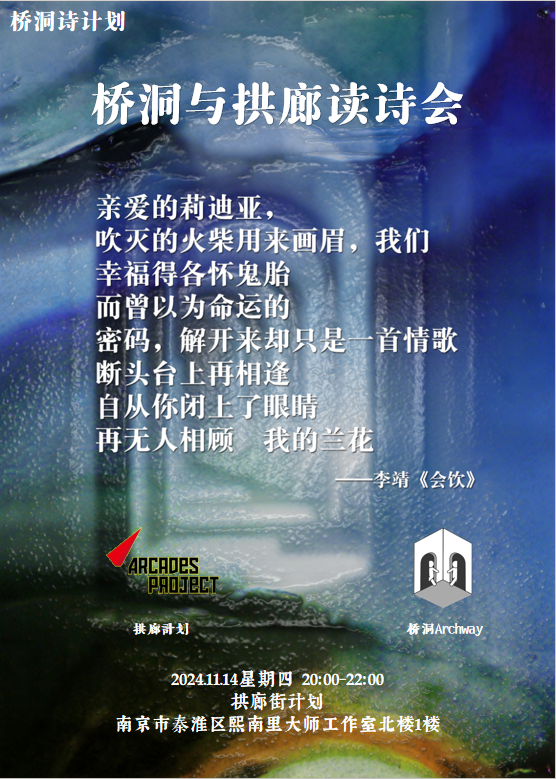 桥洞诗计划
桥洞与拱廊读诗会
亲爱的莉迪亚，
吹灭的火柴用来画眉，我们
幸福得各怀鬼胎
而曾以为命运的
密码，解开来却只是一首情歌
断头台上再相逢
自从你闭上了眼睛
再无人相顾　我的兰花
——李靖《会饮》
ARCADES
PROJECT
拱廊计划
桥洞Archway
2024.11.14星期四 20:00-22:00
拱廊街计划
南京市秦淮区熙南里大师工作室北楼1楼